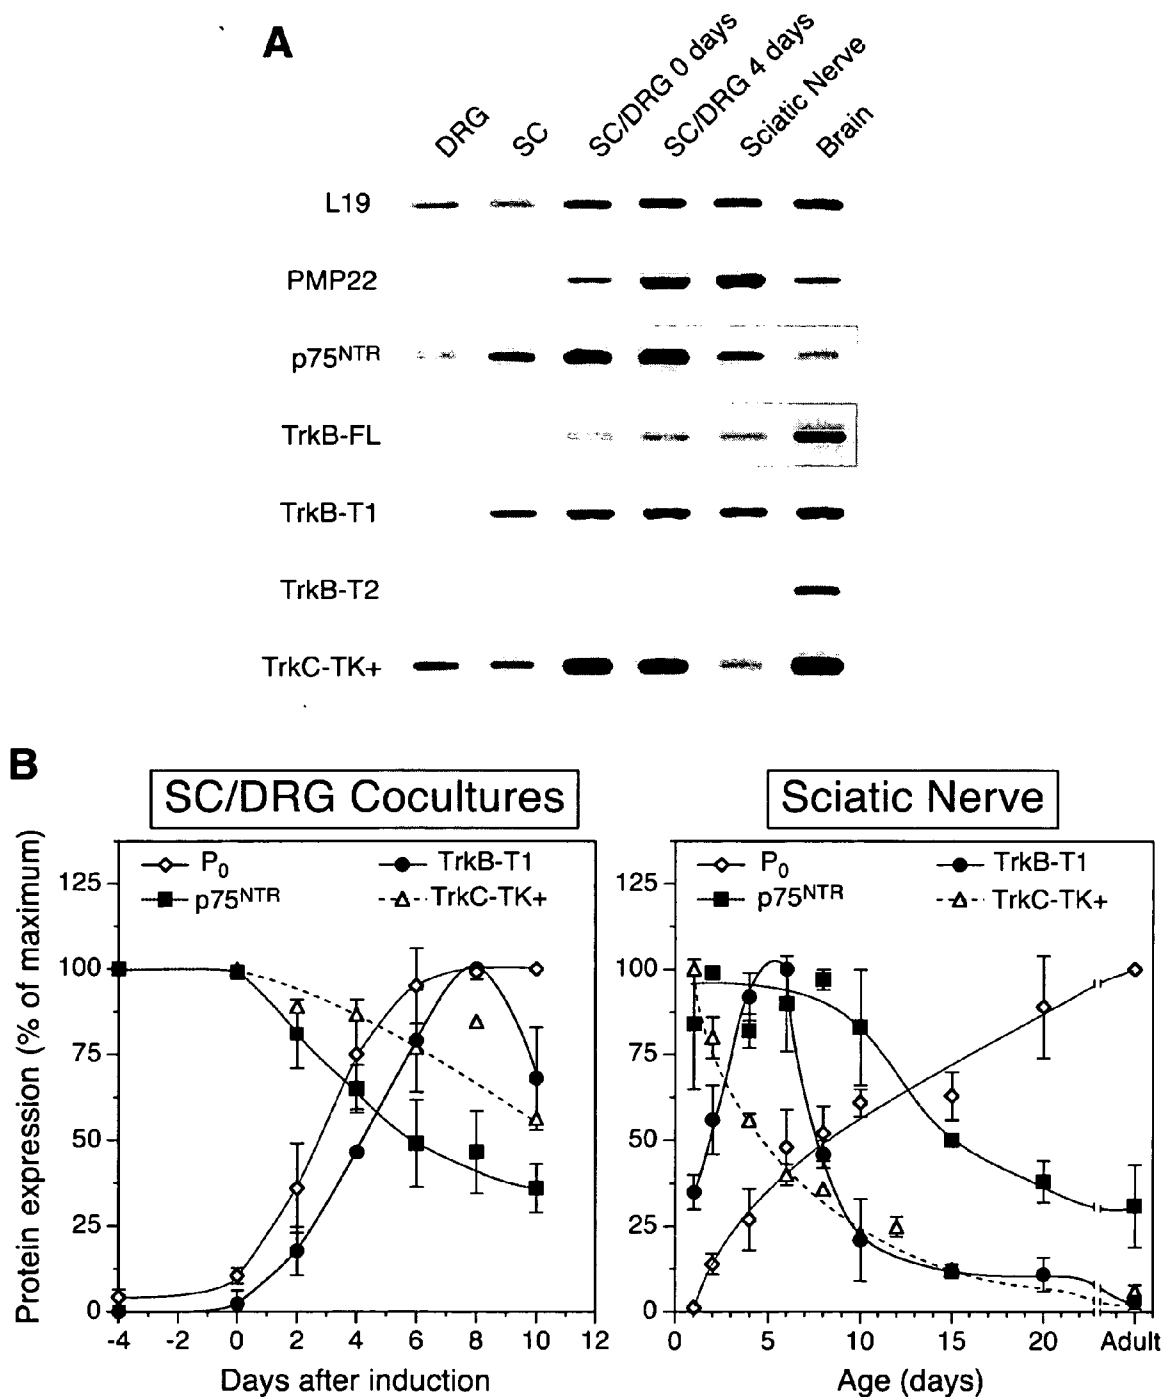 A
DRG SC SC/DRG 0 days SC/DRG 4 days Sciatic Nerve Brain
L19
PMP22
p75NTR
TrkB-FL
TrkB-T1
TrkB-T2
TrkC-TK+
B
SC/DRG Cocultures
Protein expression (% of maximum)
P0 TrkB-T1
p75NTR TrkC-TK+
125
100
75
50
25
0
-4 -2 0 2 4 6 8 10 12
Days after induction
Sciatic Nerve
P0 TrkB-T1
p75NTR TrkC-TK+
125
100
75
50
25
0
0 5 10 15 20 Adult
Age (days)